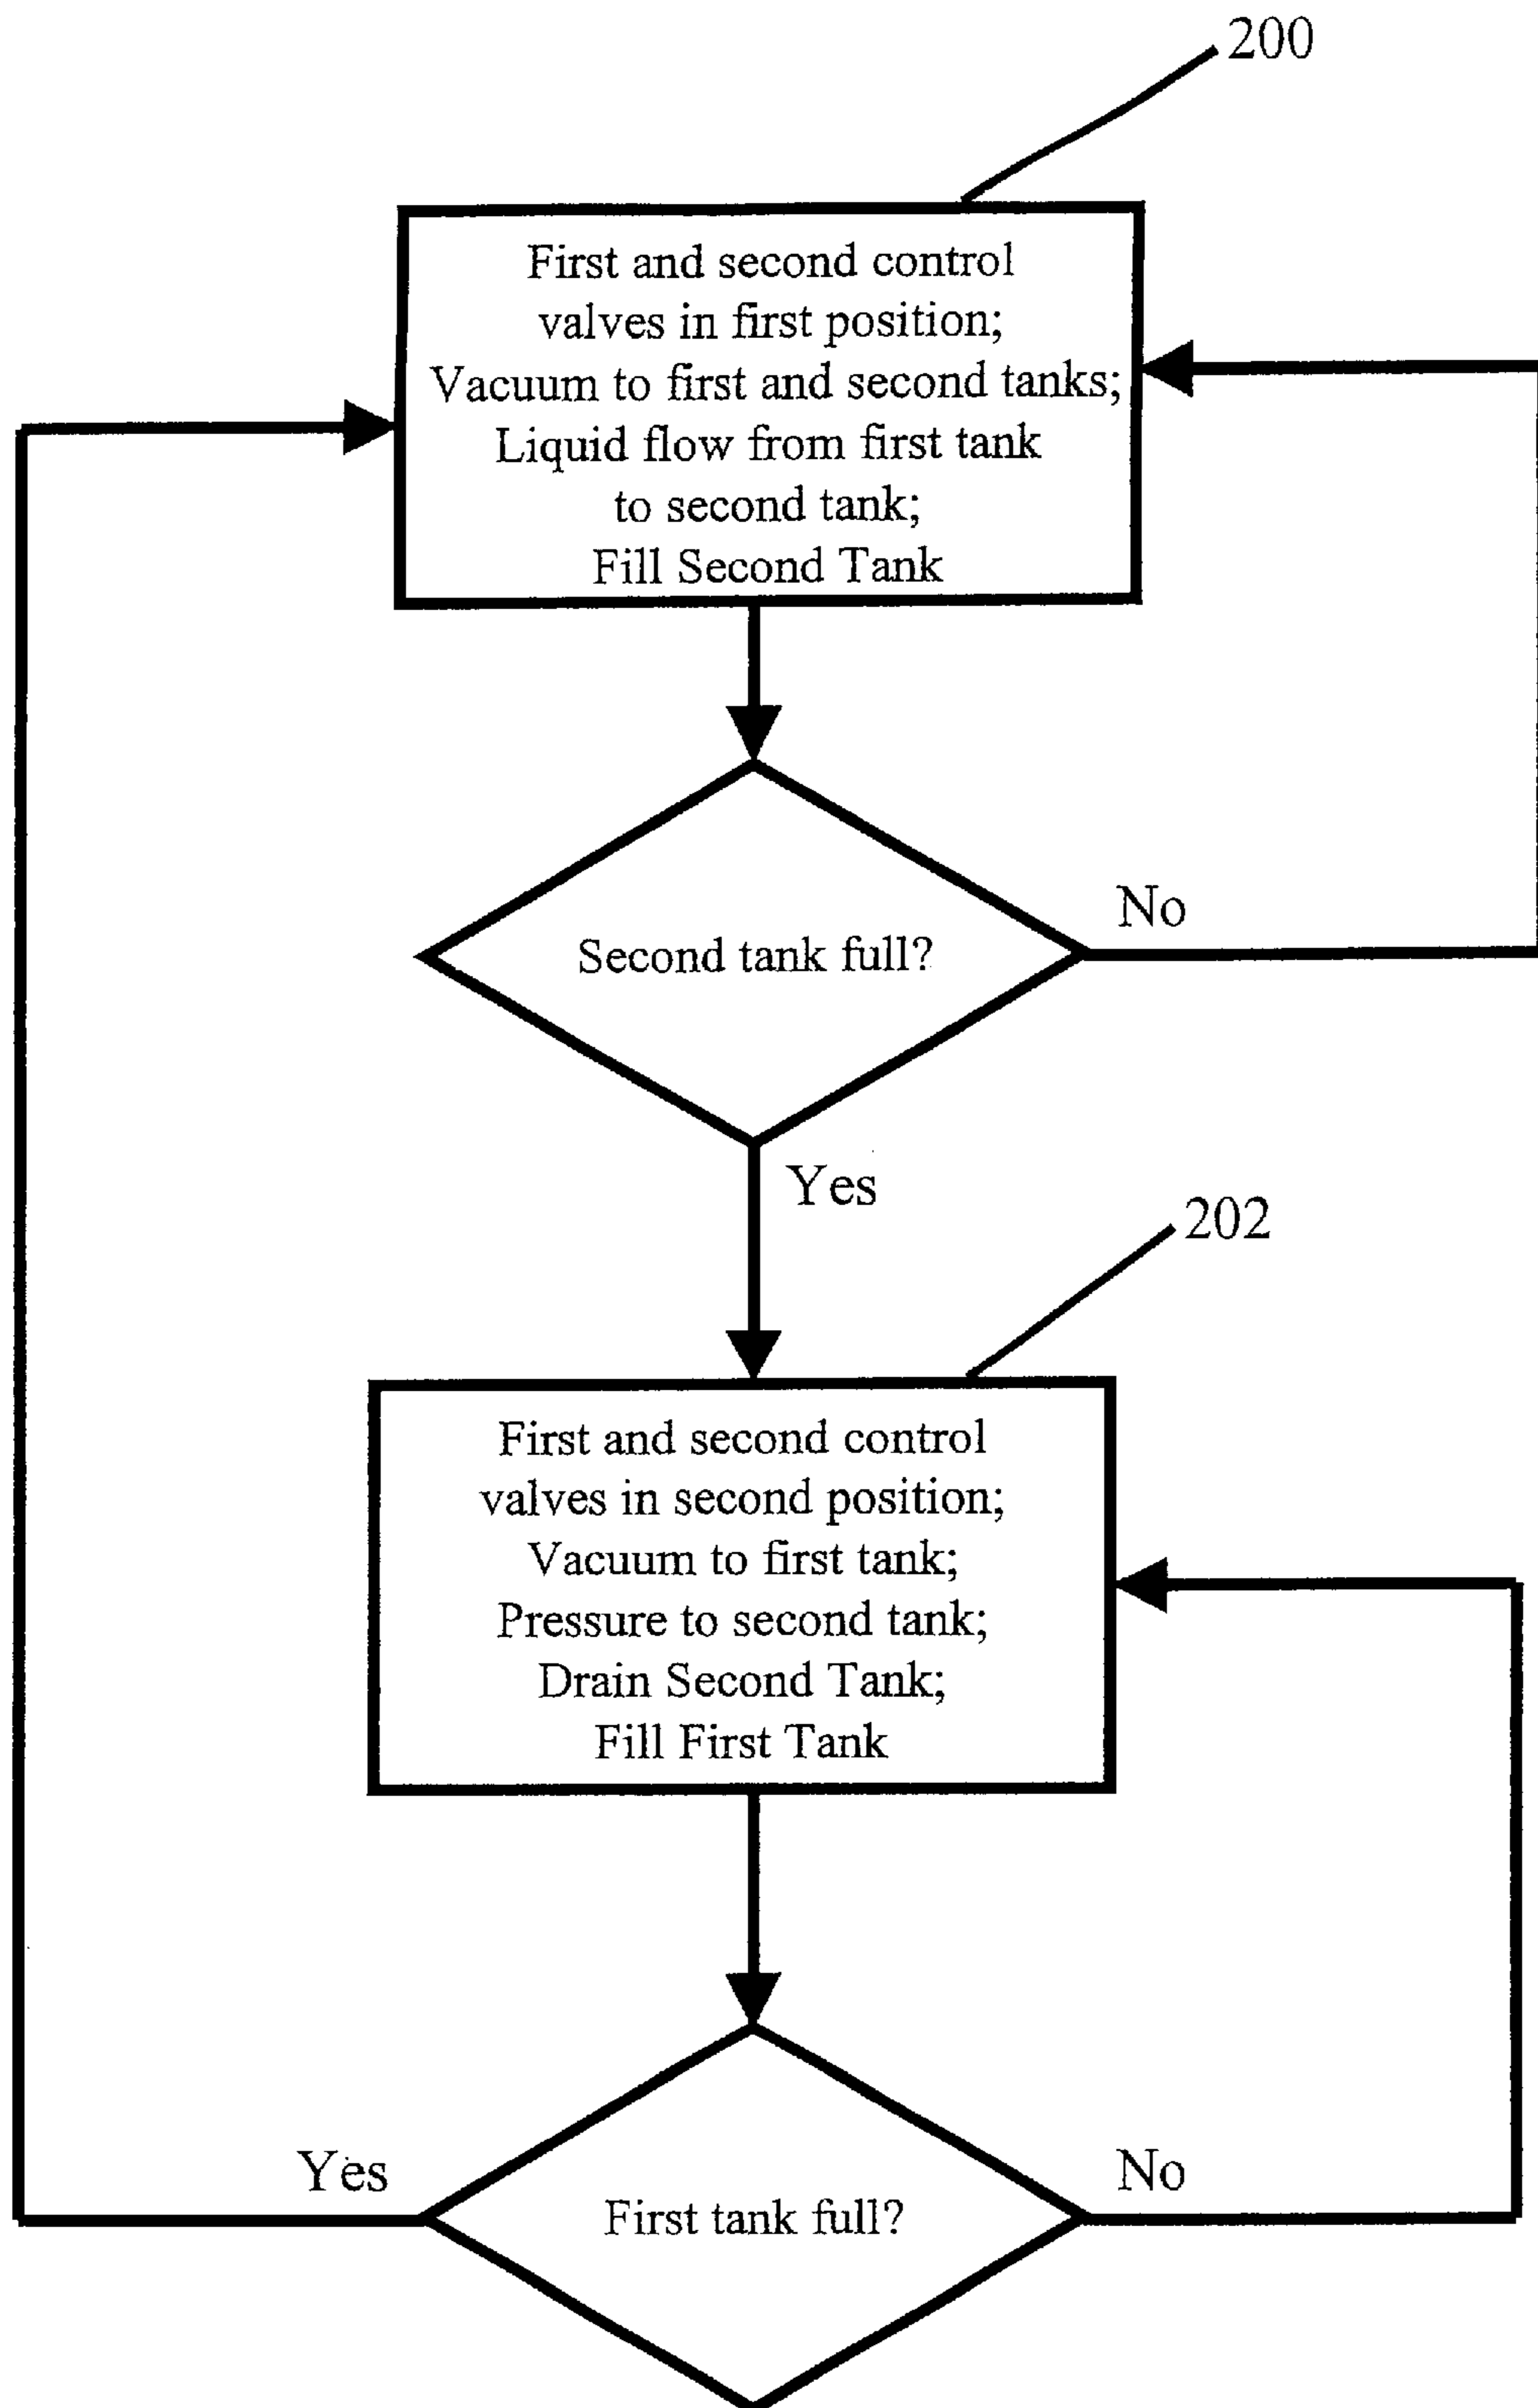 200
First and second control
valves in first position;
Vacuum to first and second tanks;
Liquid flow from first tank
to second tank;
Fill Second Tank
Second tank full?
No
Yes
202
First and second control
valves in second position;
Vacuum to first tank;
Pressure to second tank;
Drain Second Tank;
Fill First Tank
Yes
First tank full?
No